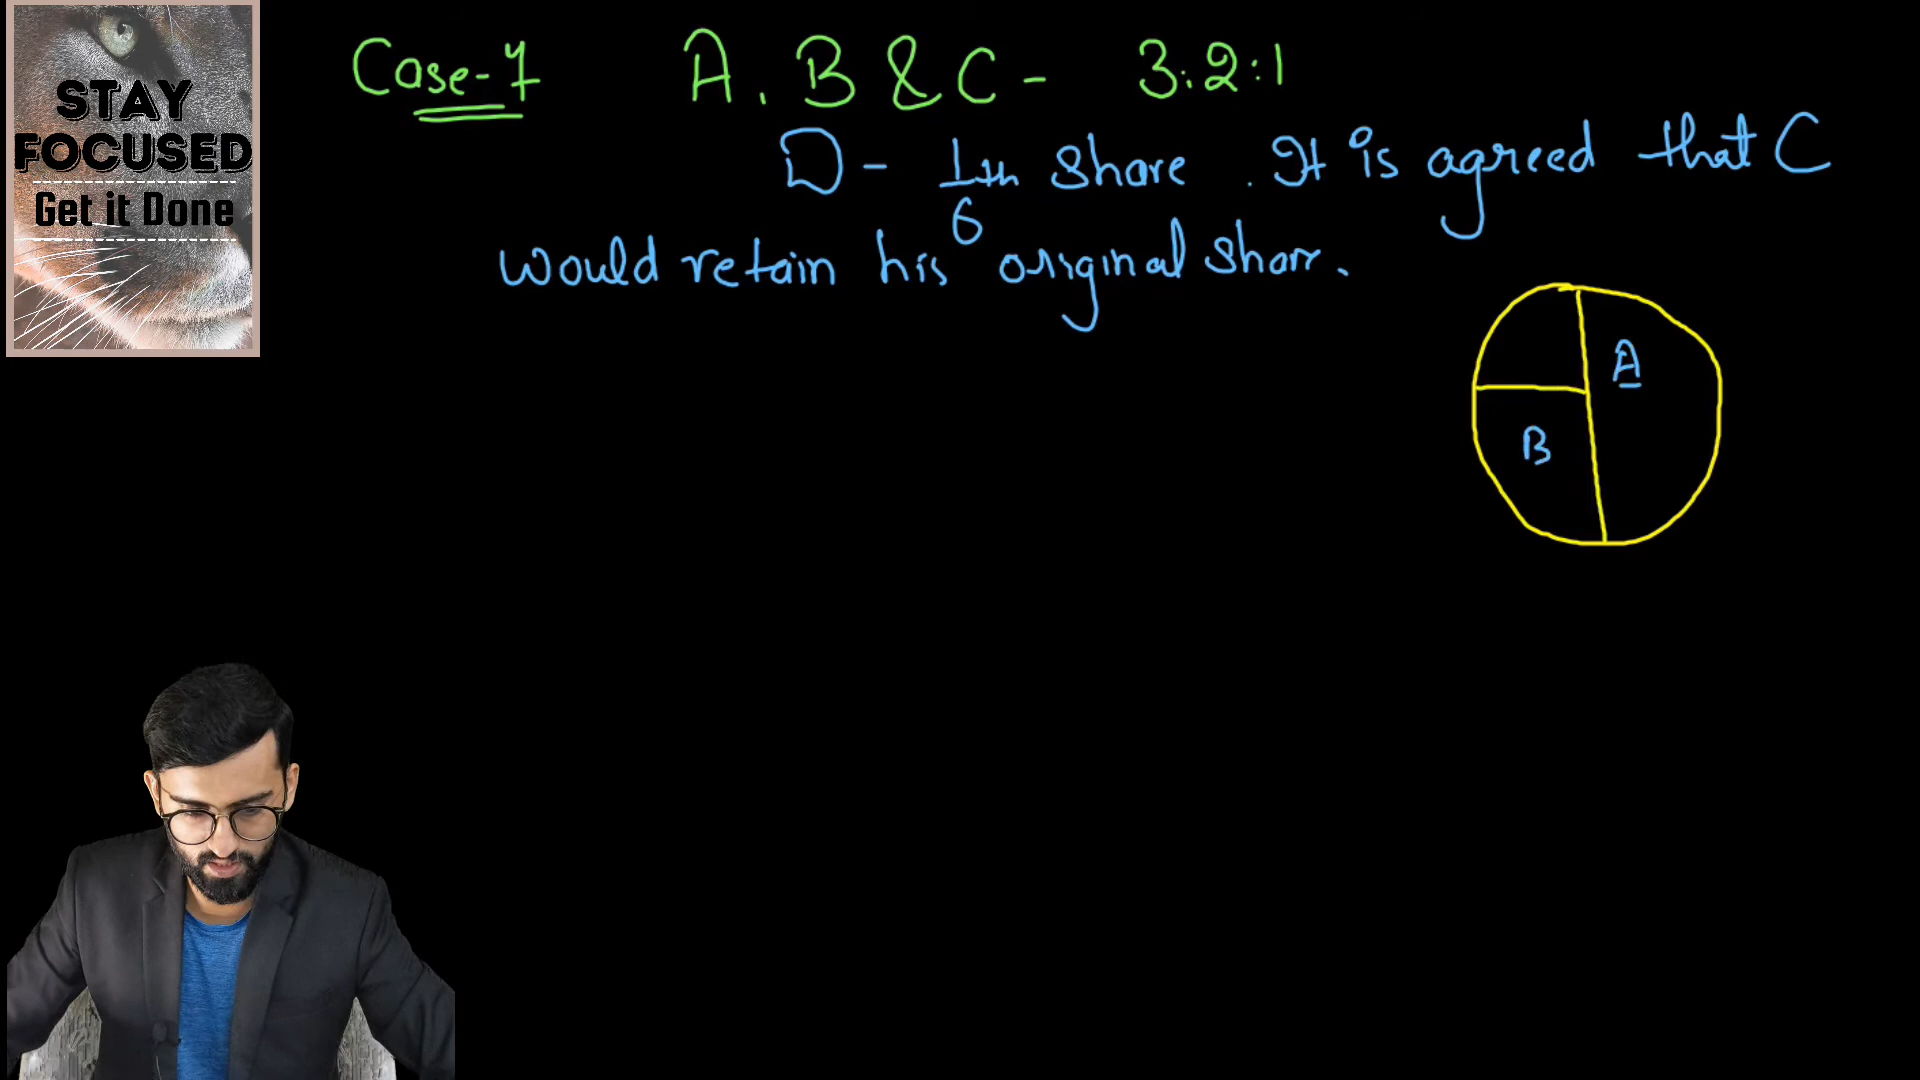 STAY
FOCUSED
Get it Done
Case-7 A, B & C - 3:2:1
D - 1/6th share. It is agreed that C
would retain his original share.
A
B